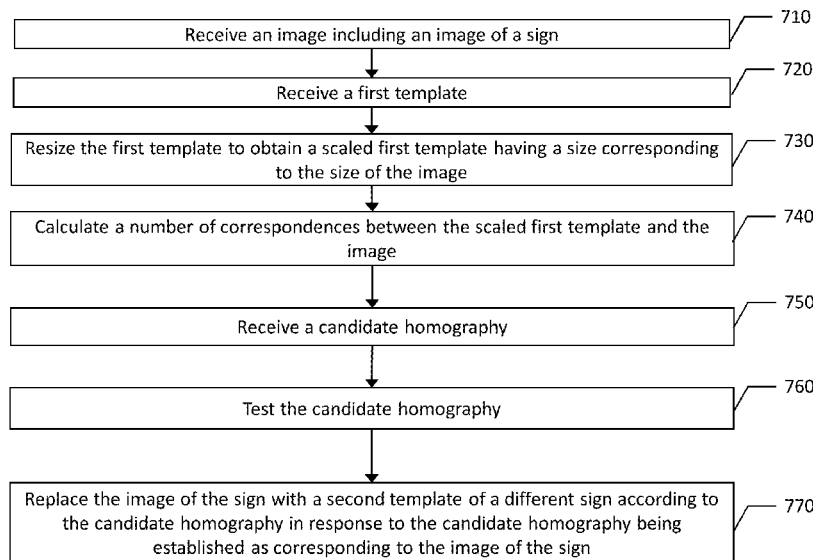 710
Receive an image including an image of a sign
720
Receive a first template
730
Resize the first template to obtain a scaled first template having a size corresponding
to the size of the image
740
Calculate a number of correspondences between the scaled first template and the
image
750
Receive a candidate homography
760
Test the candidate homography
770
Replace the image of the sign with a second template of a different sign according to
the candidate homography in response to the candidate homography being
established as corresponding to the image of the sign